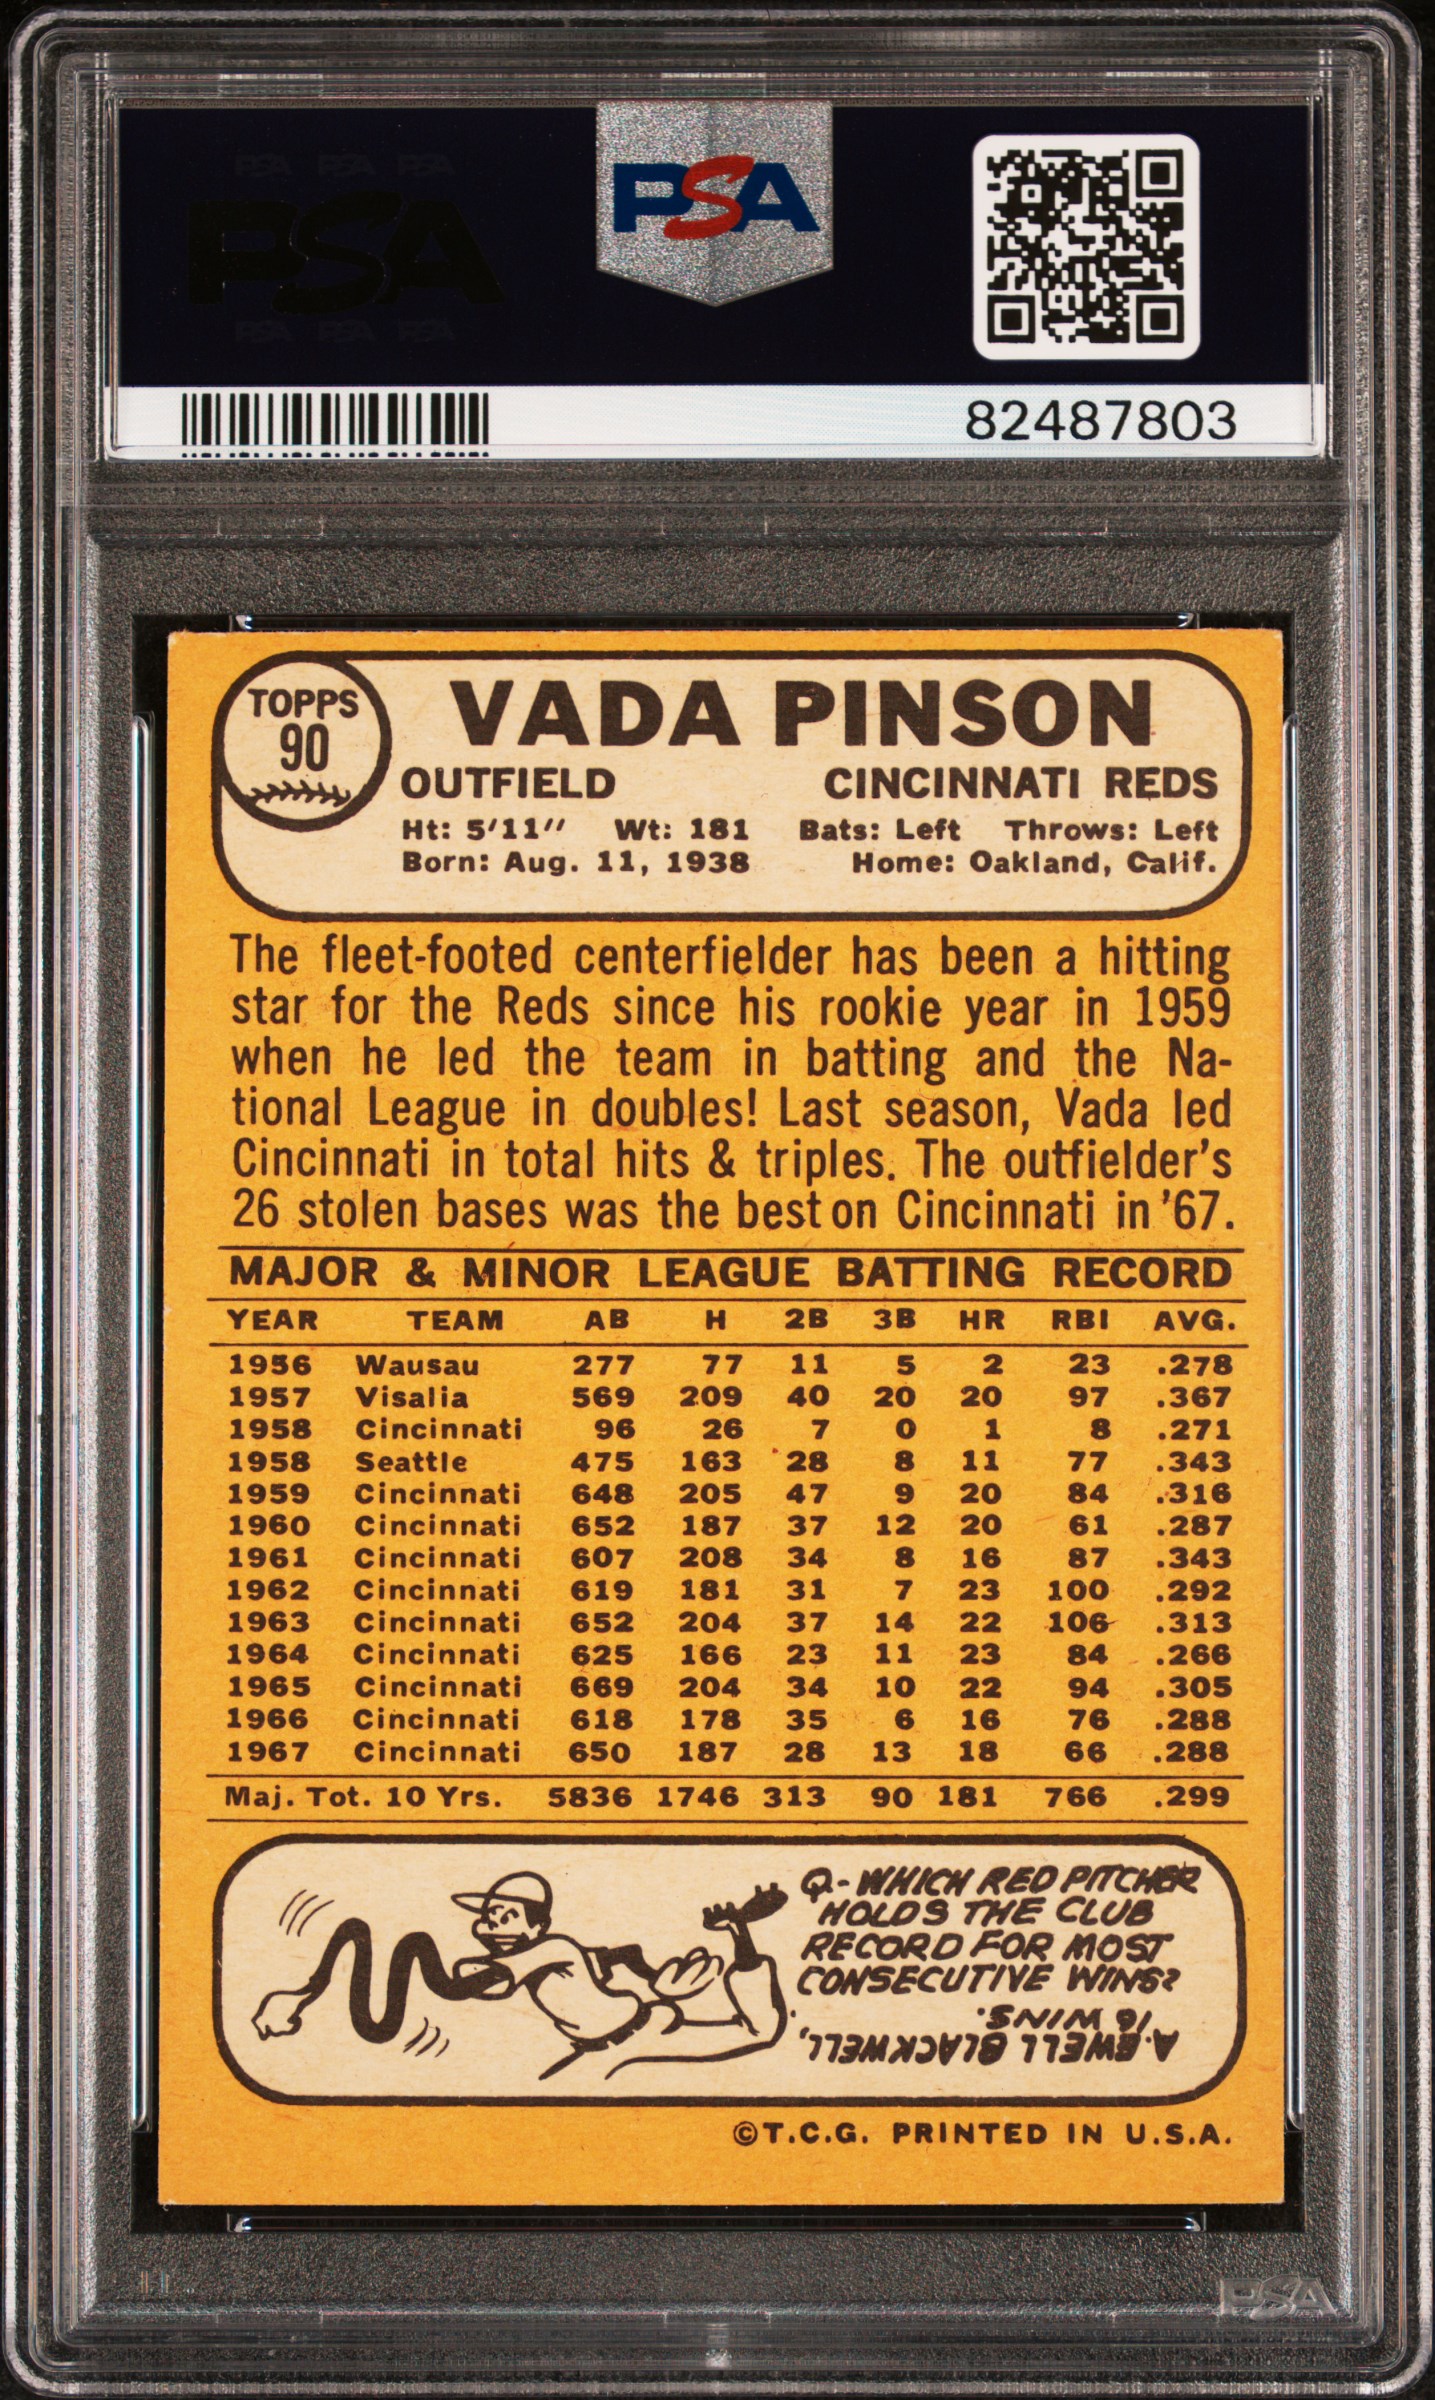 PSA PSA PSA
PSA
PSA PSA PSA
PSA
82487803
TOPPS
90
VADA PINSON
OUTFIELD CINCINNATI REDS
Ht: 5'11" Wt: 181 Bats: Left Throws: Left
Born: Aug. 11, 1938 Home: Oakland, Calif.
The fleet-footed centerfielder has been a hitting
star for the Reds since his rookie year in 1959
when he led the team in batting and the Na-
tional League in doubles! Last season, Vada led
Cincinnati in total hits & triples. The outfielder's
26 stolen bases was the best on Cincinnati in '67.
MAJOR & MINOR LEAGUE BATTING RECORD
YEAR TEAM AB H 2B 3B HR RBI AVG.
1956 Wausau 277 77 11 5 2 23 .278
1957 Visalia 569 209 40 20 20 97 .367
1958 Cincinnati 96 26 7 0 1 8 .271
1958 Seattle 475 163 28 8 11 77 .343
1959 Cincinnati 648 205 47 9 20 84 .316
1960 Cincinnati 652 187 37 12 20 61 .287
1961 Cincinnati 607 208 34 8 16 87 .343
1962 Cincinnati 619 181 31 7 23 100 .292
1963 Cincinnati 652 204 37 14 22 106 .313
1964 Cincinnati 625 166 23 11 23 84 .266
1965 Cincinnati 669 204 34 10 22 94 .305
1966 Cincinnati 618 178 35 6 16 76 .288
1967 Cincinnati 650 187 28 13 18 66 .288
Maj. Tot. 10 Yrs. 5836 1746 313 90 181 766 .299
Q-WHICH RED PITCHER
HOLDS THE CLUB
RECORD FOR MOST
CONSECUTIVE WINS?
A. EWELL BLACKWELL,
16 WINS.
©T.C.G. PRINTED IN U.S.A.
PSA